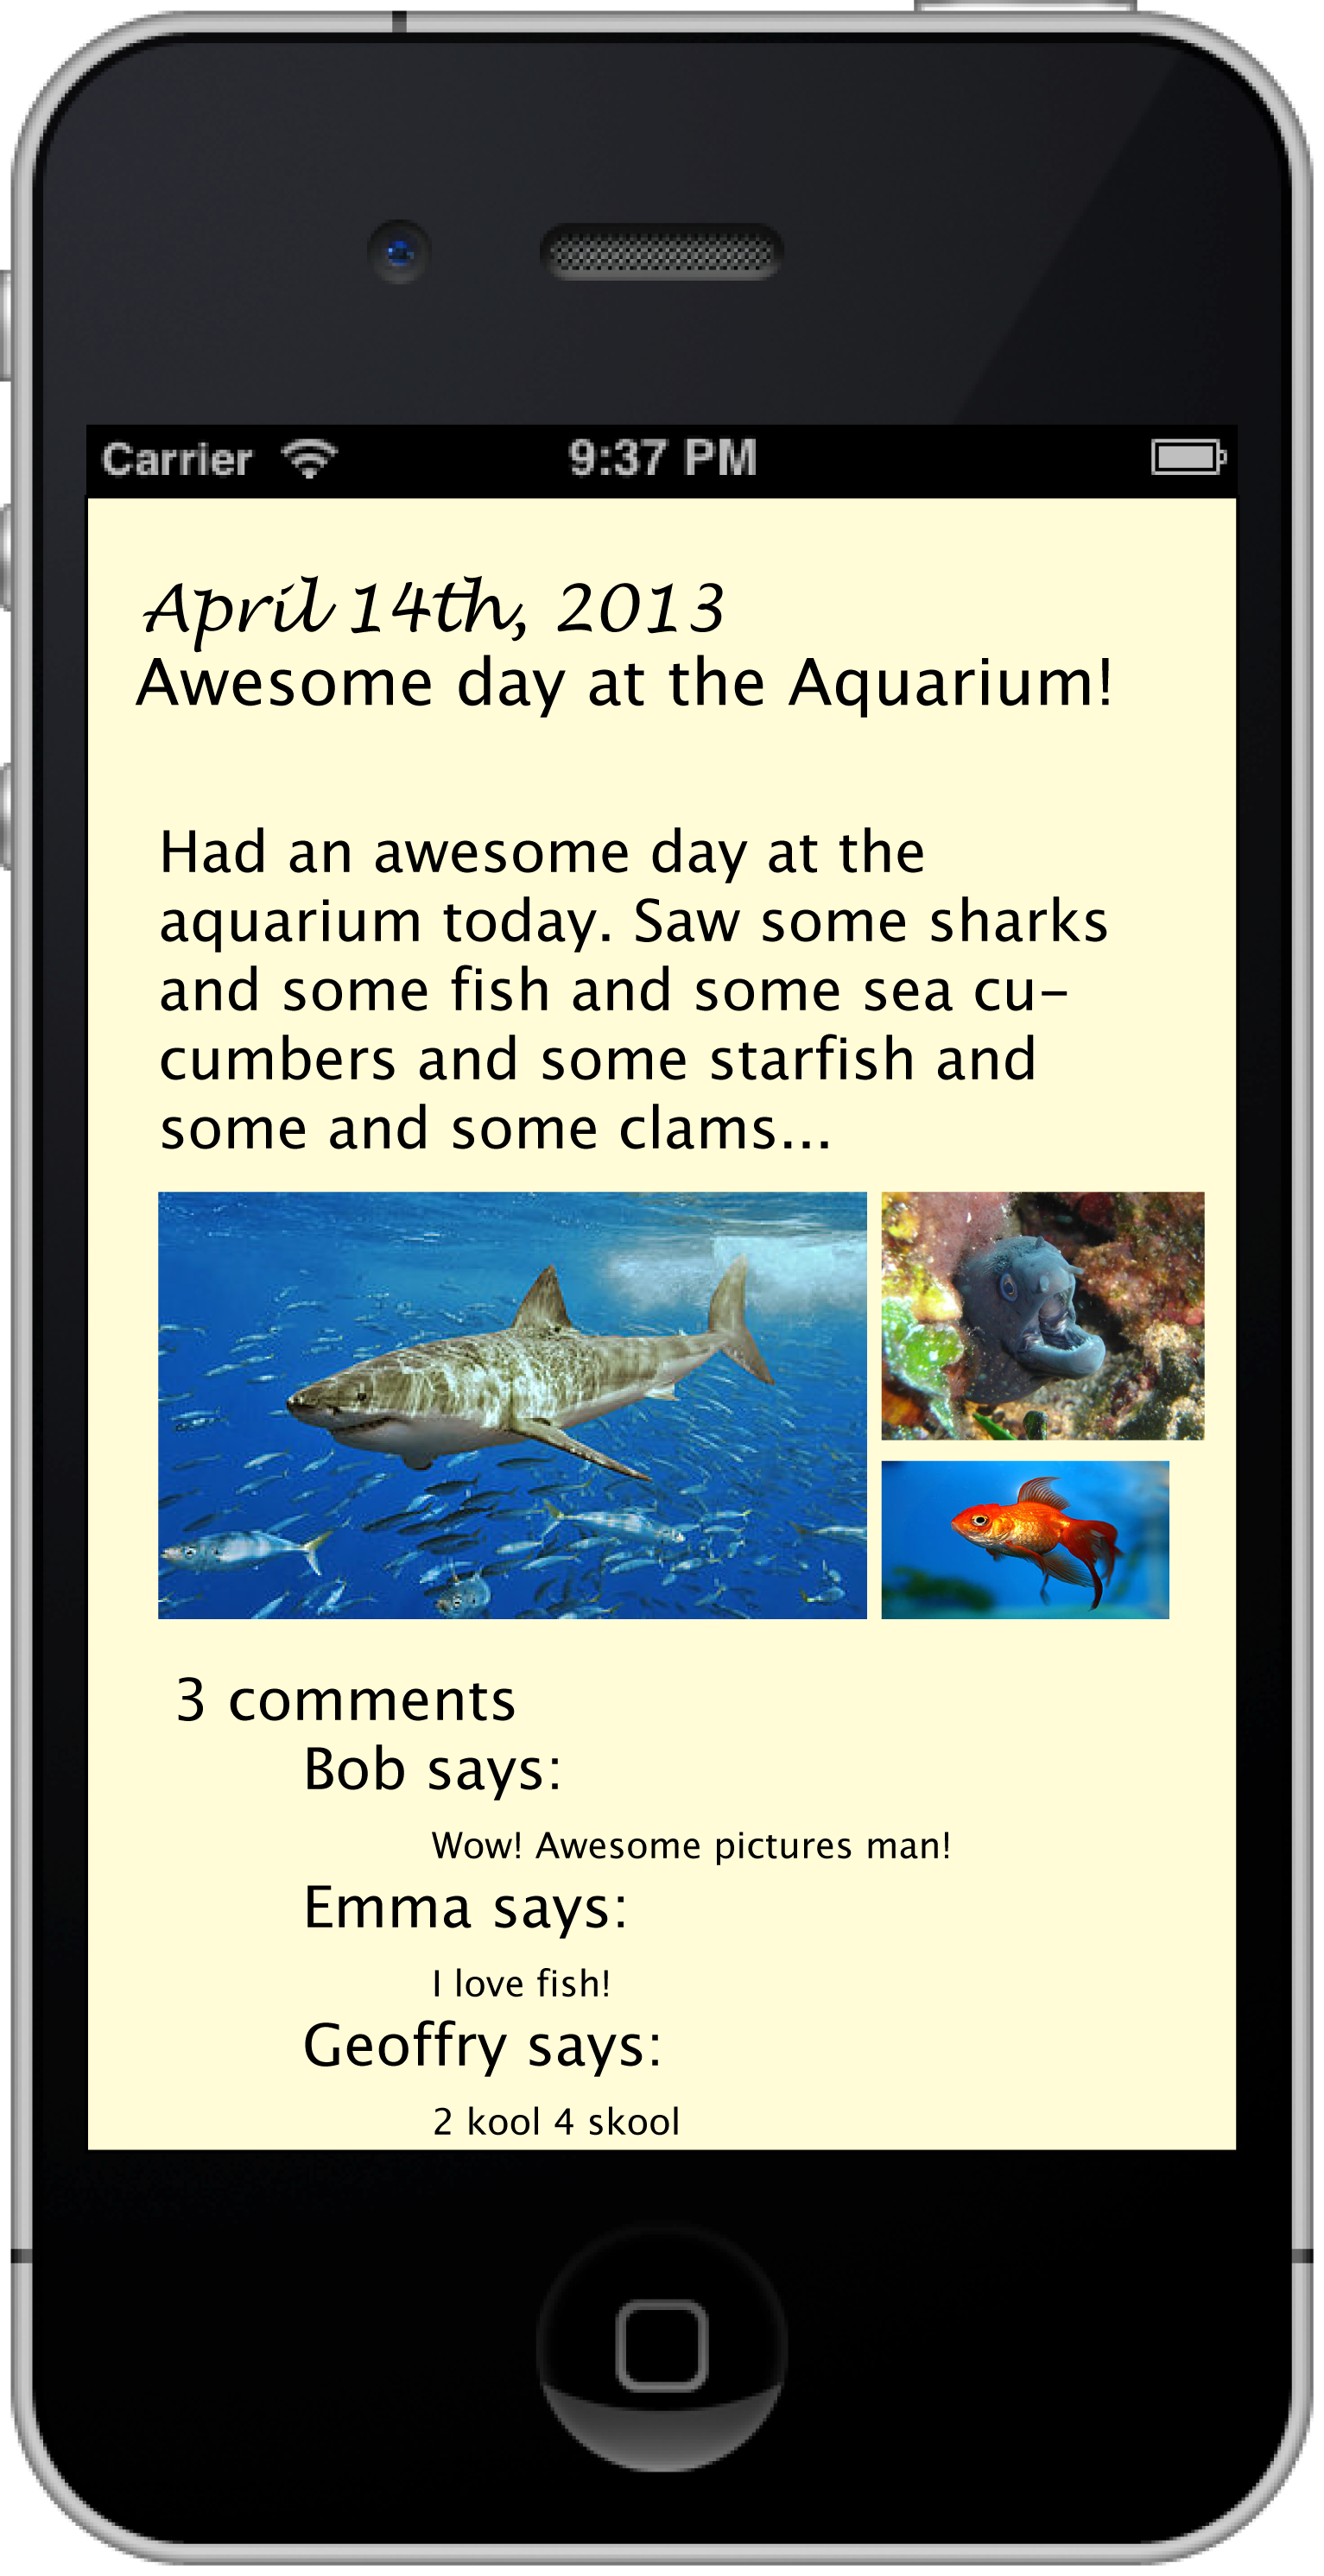 Carrier 9:37 PM
April 14th, 2013
Awesome day at the Aquarium!
Had an awesome day at the
aquarium today. Saw some sharks
and some fish and some sea cu-
cumbers and some starfish and
some and some clams...
3 comments
Bob says:
Wow! Awesome pictures man!
Emma says:
I love fish!
Geoffry says:
2 kool 4 skool